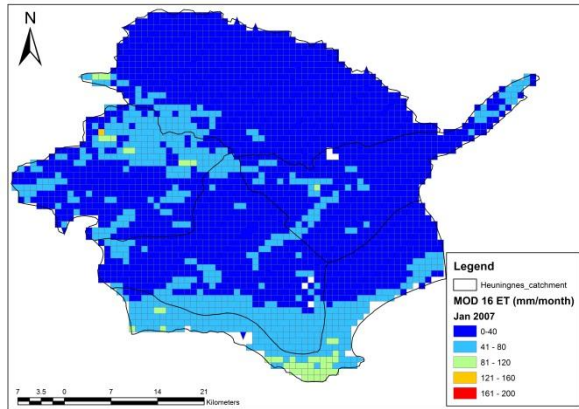 N
Legend
Heuningnes_catchment
MOD 16 ET (mm/month)
Jan 2007
0-40
41 - 80
81 - 120
121 - 160
161 - 200
7 3.5 0 7 14 21
Kilometers